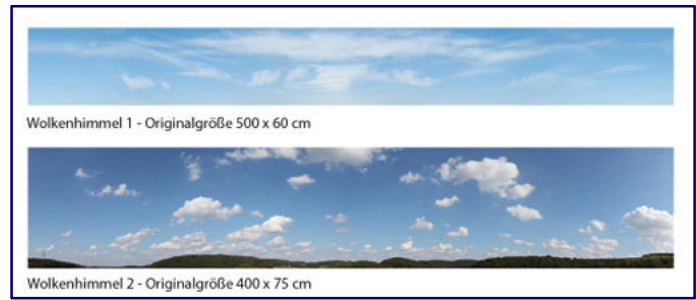 Wolkenhimmel 1 - Originalgröße 500 x 60 cm
Wolkenhimmel 2 - Originalgröße 400 x 75 cm